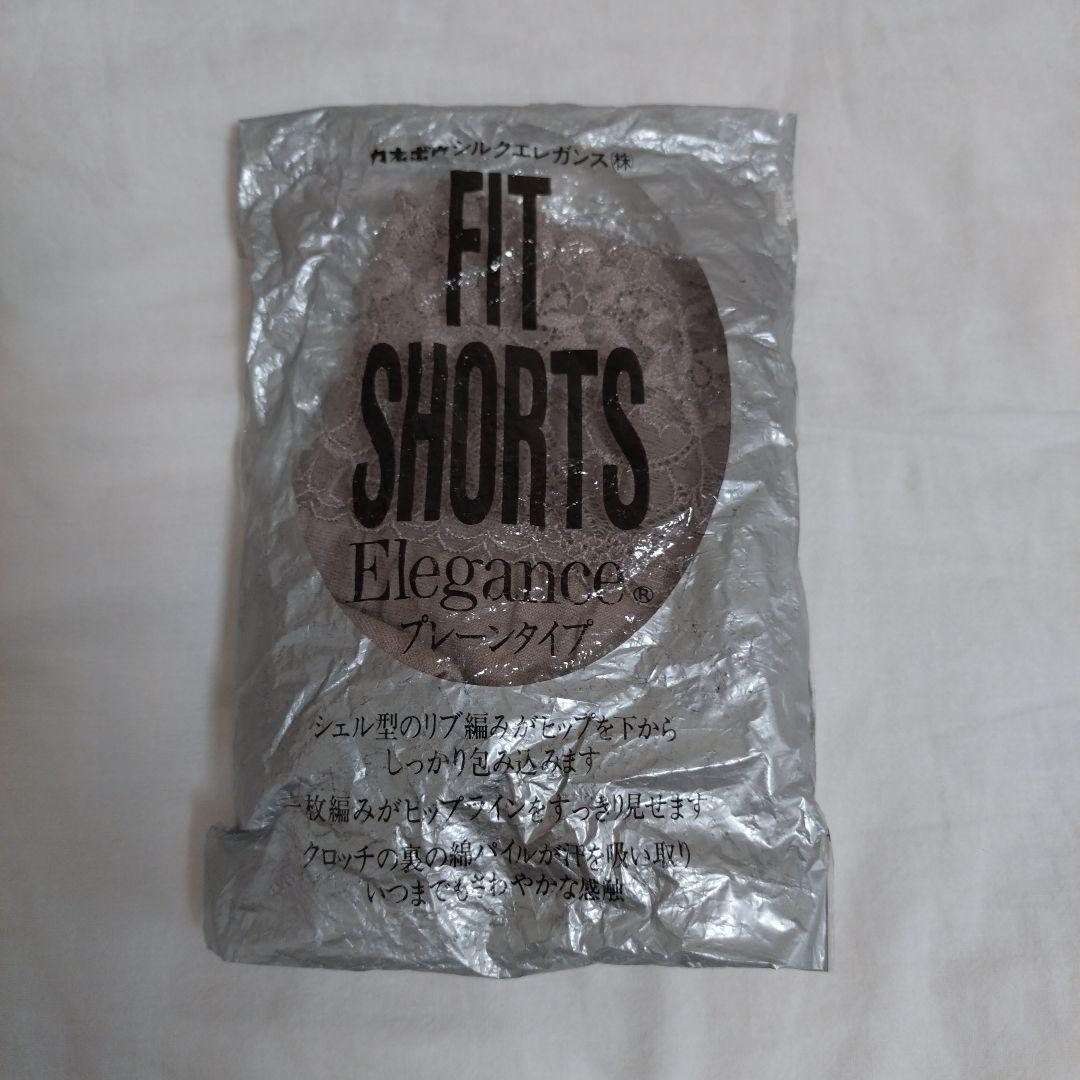 カネボウシルクエレガンス㈱
FIT
SHORTS
Elegance®
プレーンタイプ
シェル型のリブ編みがヒップを下から
しっかり包み込みます
一枚編みがヒップラインをすっきり見せます
クロッチの裏の綿パイルが汗を吸い取り
いつまでもさわやかな感触